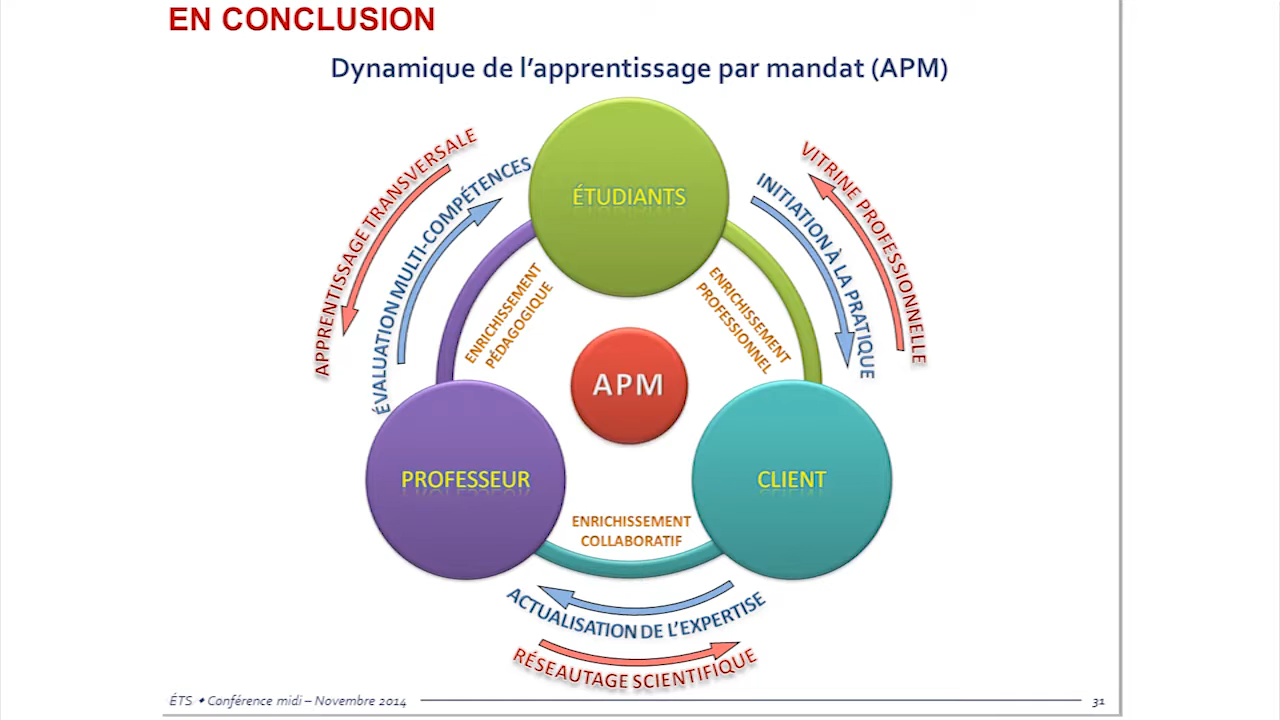 EN CONCLUSION
Dynamique de l’apprentissage par mandat (APM)
APPRENTISSAGE TRANSVERSALE
ÉVALUATION MULTI-COMPÉTENCES
ÉTUDIANTS
INITIATION À LA PRATIQUE
VITRINE PROFESSIONNELLE
ENRICHISSEMENT
PÉDAGOGIQUE
ENRICHISSEMENT
PROFESSIONNEL
APM
PROFESSEUR
CLIENT
ENRICHISSEMENT
COLLABORATIF
ACTUALISATION DE L’EXPERTISE
RÉSEAUTAGE SCIENTIFIQUE
ÉTS ⬥ Conférence midi – Novembre 2014
31